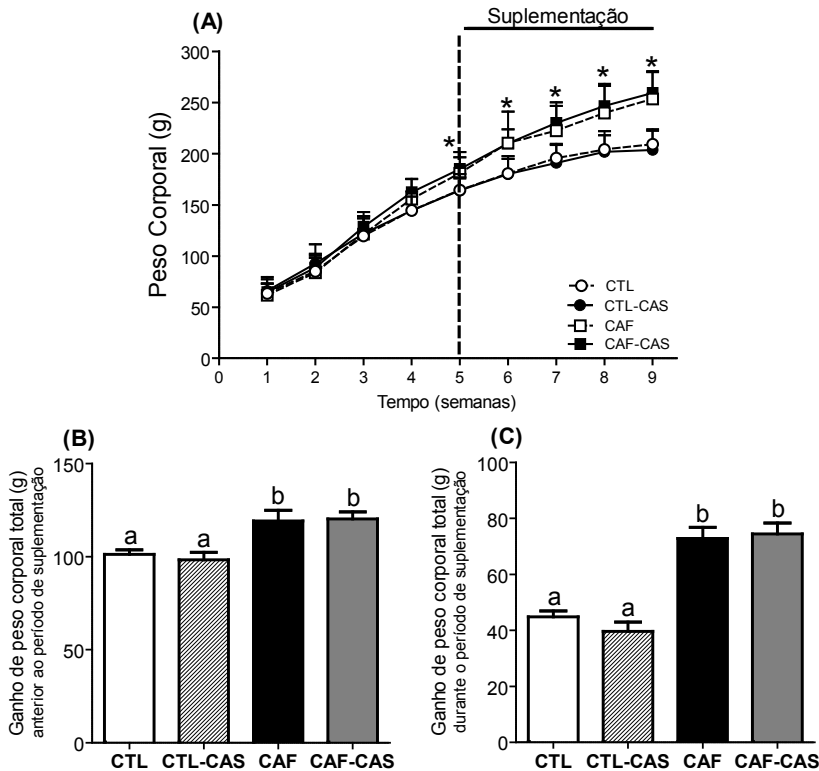 (A)
Suplementação
Peso Corporal (g)
300
250
200
150
100
50
0
* * * * *
CTL
CTL-CAS
CAF
CAF-CAS
0 1 2 3 4 5 6 7 8 9
Tempo (semanas)
(B)
Ganho de peso corporal total (g)
anterior ao período de suplementação
150
100
50
0
a a b b
CTL CTL-CAS CAF CAF-CAS
(C)
Ganho de peso corporal total (g)
durante o período de suplementação
100
80
60
40
20
0
a a b b
CTL CTL-CAS CAF CAF-CAS